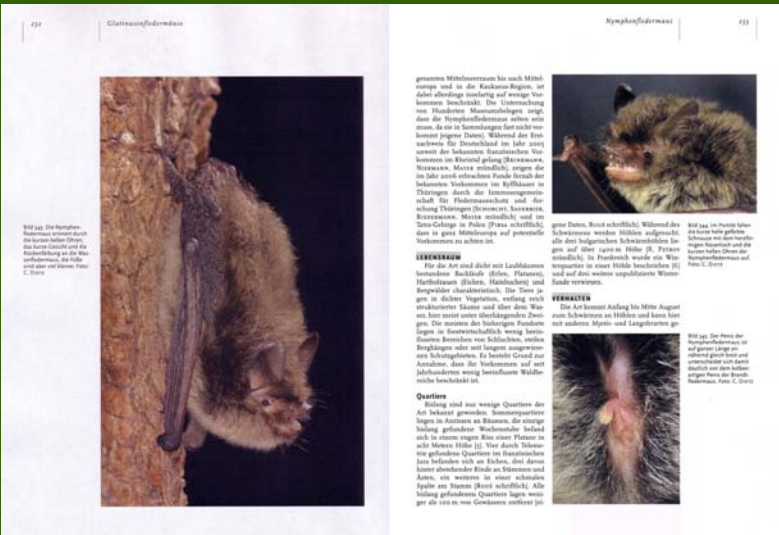 232
Glattnasenfledermäuse
Bild 343. Die Nymphen-
fledermaus erinnert durch
die kurzen hellen Ohren,
das kurze Gesicht und die
Rückenfärbung an die Was-
serfledermaus, die Füße
sind aber viel kleiner. Foto:
C. Dietz
Nymphenfledermaus
233
gesamten Mittelmeerraum bis nach Mittel-
europa und in die Kaukasus-Region, ist
dabei allerdings inselartig auf wenige Vor-
kommen beschränkt. Die Untersuchung
von Hunderten Museumsbelegen zeigt,
dass die Nymphenfledermaus selten sein
muss, da sie in Sammlungen fast nicht vor-
kommt [eigene Daten]. Während der Erst-
nachweis für Deutschland im Jahr 2005
unweit der bekannten französischen Vor-
kommen im Rheintal gelang [Brinkmann,
Niermann, Mayer mündlich], zeigen die
im Jahr 2006 erbrachten Funde fernab der
bekannten Vorkommen im Kyffhäuser in
Thüringen durch die Interessengemein-
schaft für Fledermausschutz und -for-
schung Thüringen [Schorcht, Sauerbier,
Biedermann, Mayer mündlich] und im
Tatra-Gebirge in Polen [schriftlich],
dass in ganz Mitteleuropa auf potentielle
Vorkommen zu achten ist.
LEBENSRAUM
Für die Art sind dicht mit Laubbäumen
bestandene Bachläufe (Erlen, Platanen),
Hartholzauen (Eichen, Hainbuchen) und
Bergwälder charakteristisch. Die Tiere ja-
gen in dichter Vegetation, entlang reich
strukturierter Säume und über dem Was-
ser, hier meist unter überhängenden Zwei-
gen. Die meisten der bisherigen Fundorte
liegen in forstwirtschaftlich wenig beein-
flussten Bereichen von Schluchten, steilen
Berghängen oder seit langem ausgewiese-
nen Schutzgebieten. Es besteht Grund zur
Annahme, dass ihr Vorkommen auf seit
Jahrhunderten wenig beeinflusste Waldbe-
reiche beschränkt ist.
Quartiere
Bislang sind nur wenige Quartiere der
Art bekannt geworden. Sommerquartiere
liegen in Anrissen an Bäumen, die einzige
bislang gefundene Wochenstube befand
sich in einem engen Riss einer Platane in
acht Metern Höhe [5]. Vier durch Teleme-
trie gefundene Quartiere im französischen
Jura befanden sich an Eichen, drei davon
hinter abstehender Rinde an Stämmen und
Ästen, ein weiteres in einer schmalen
Spalte am Stamm [Roué schriftlich]. Alle
bislang gefundenen Quartiere lagen weni-
ger als 100 m von Gewässern entfernt [ei-
gene Daten, Roué schriftlich]. Während des
Schwärmens werden Höhlen aufgesucht,
alle drei bulgarischen Schwärmhöhlen lie-
gen auf über 1400 m Höhe [B. Petrov
mündlich]. In Frankreich wurde ein Win-
terquartier in einer Höhle beschrieben [6]
und auf drei weitere unpublizierte Winter-
funde verwiesen.
VERHALTEN
Die Art kommt Anfang bis Mitte August
zum Schwärmen an Höhlen und kann hier
mit anderen Myotis- und Langohrarten ge-
Bild 344. Im Porträt fallen
die kurze helle gefärbte
Schnauze mit dem herzför-
migen Nasenloch und die
kurzen hellen Ohren der
Nymphenfledermaus auf.
Foto: C. Dietz
Bild 345. Der Penis der
Nymphenfledermaus ist
auf ganzer Länge an-
nähernd gleich breit und
unterscheidet sich damit
deutlich von dem kolben-
artigen Penis der Brandt-
fledermaus. Foto: C. Dietz